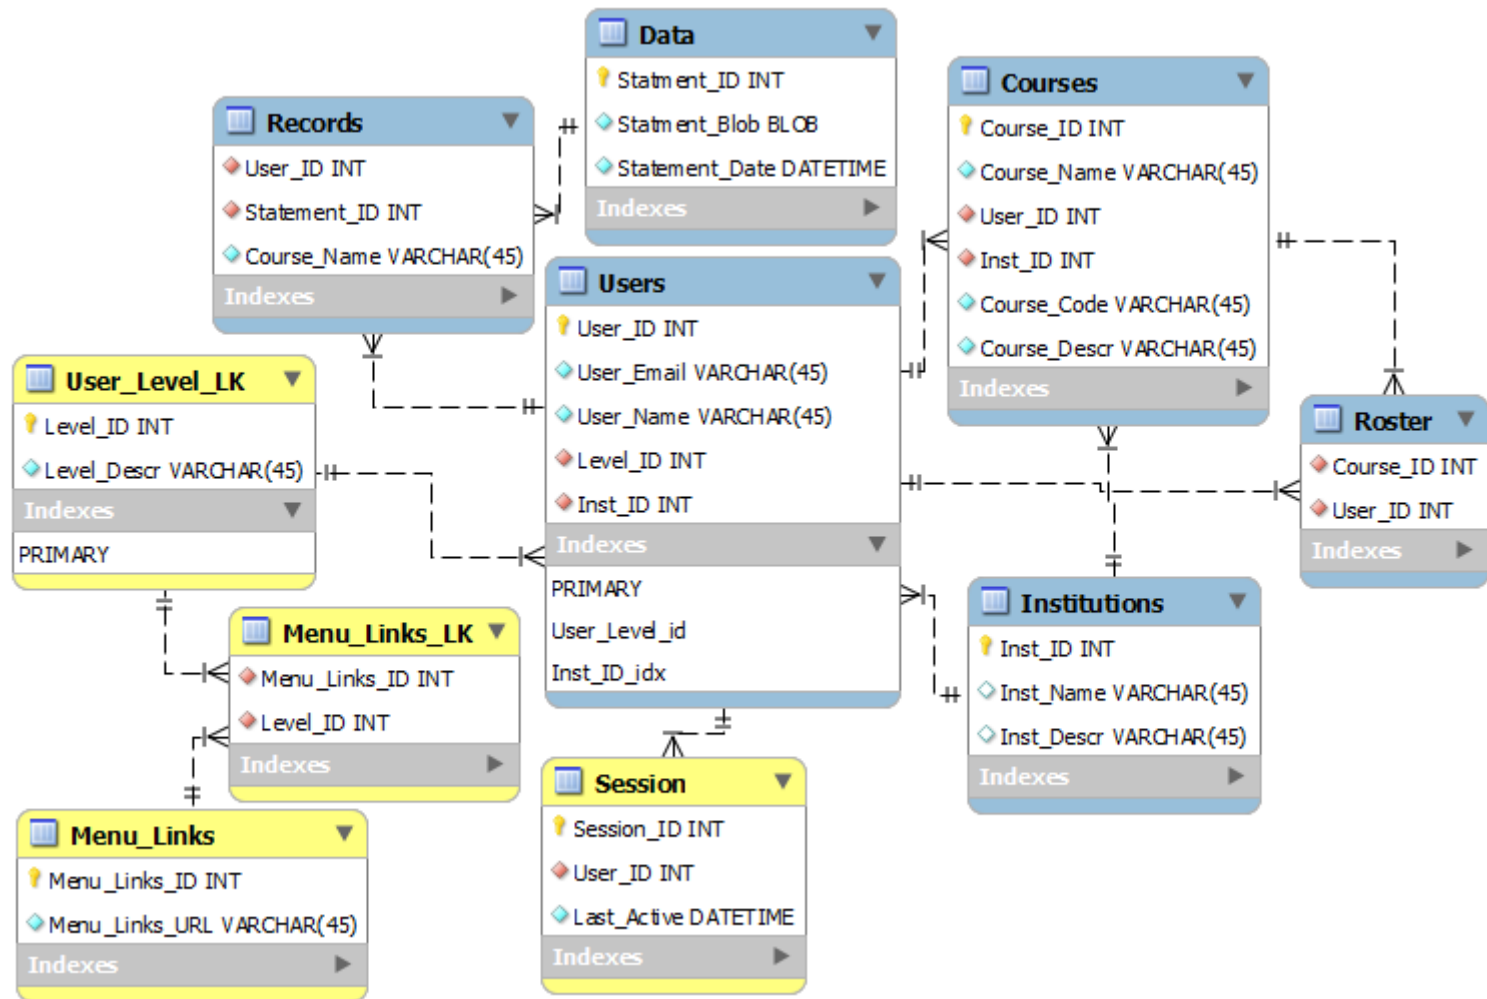 Data
Statment_ID INT
Statment_Blob BLOB
Statement_Date DATETIME
Indexes
Courses
Course_ID INT
Course_Name VARCHAR(45)
User_ID INT
Inst_ID INT
Course_Code VARCHAR(45)
Course_Descr VARCHAR(45)
Indexes
Records
User_ID INT
Statement_ID INT
Course_Name VARCHAR(45)
Indexes
Users
User_ID INT
User_Email VARCHAR(45)
User_Name VARCHAR(45)
Level_ID INT
Inst_ID INT
Indexes
PRIMARY
User_Level_id
Inst_ID_idx
User_Level_LK
Level_ID INT
Level_Descr VARCHAR(45)
Indexes
PRIMARY
Roster
Course_ID INT
User_ID INT
Indexes
Institutions
Inst_ID INT
Inst_Name VARCHAR(45)
Inst_Descr VARCHAR(45)
Indexes
Menu_Links_LK
Menu_Links_ID INT
Level_ID INT
Indexes
Session
Session_ID INT
User_ID INT
Last_Active DATETIME
Indexes
Menu_Links
Menu_Links_ID INT
Menu_Links_URL VARCHAR(45)
Indexes